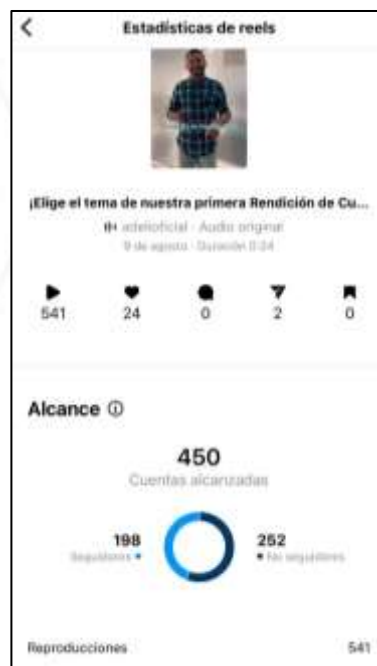 Estadísticas de reels
¡Elige el tema de nuestra primera Rendición de Cu...
Audio original
9 de agosto · Duración 0:24
541 24 0 2 0
Alcance
450
Cuentas alcanzadas
198 252
Seguidores No seguidores
Reproducciones 541